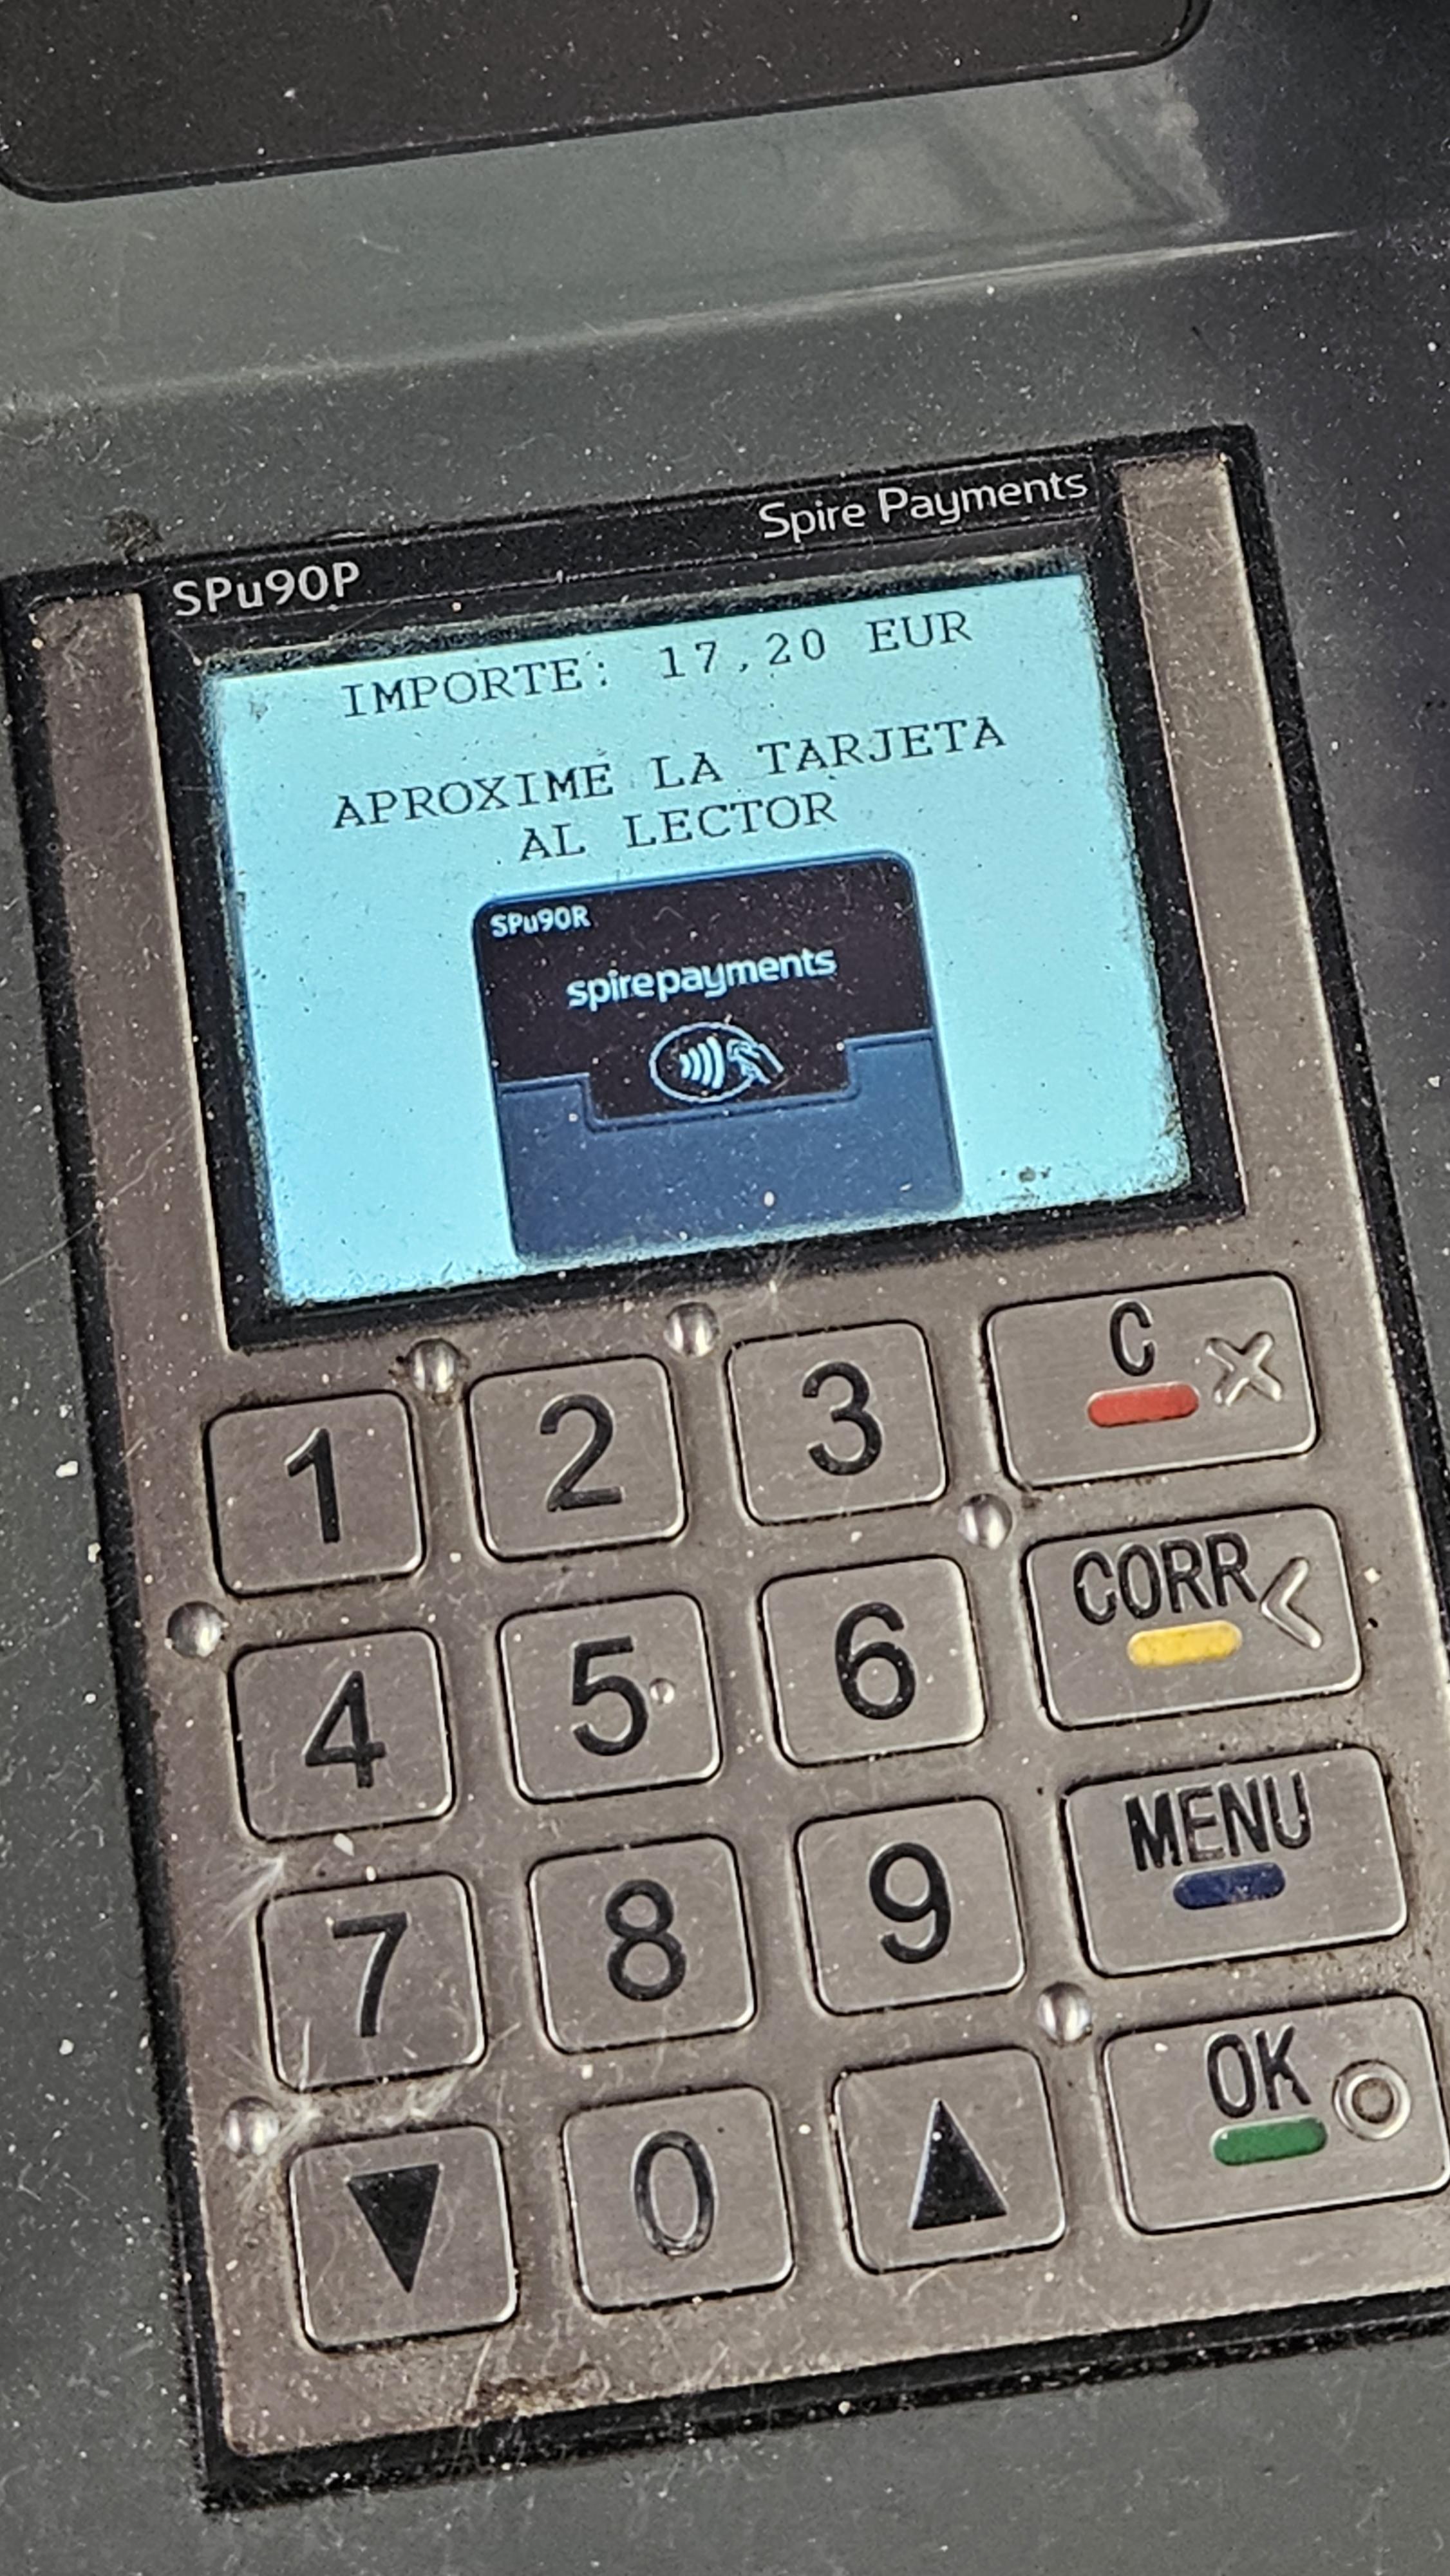 SPu90P Spire Payments
IMPORTE: 17,20 EUR
APROXIME LA TARJETA
AL LECTOR
SPu90R
spirepayments
1 2 3 C
4 5 6 CORR
7 8 9 MENU
0 OK